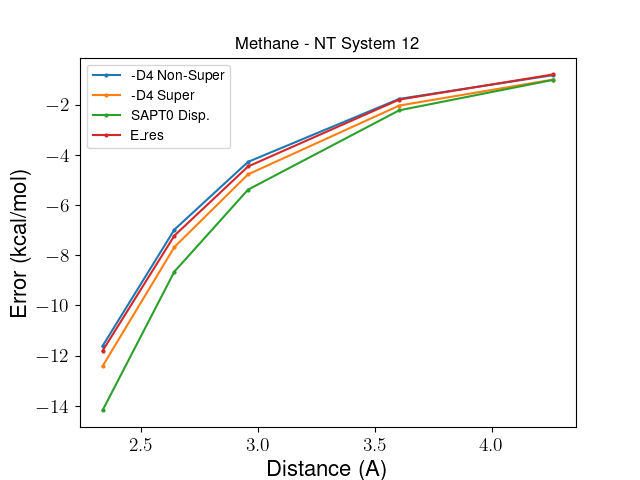 Methane - NT System 12
-D4 Non-Super
-D4 Super
SAPT0 Disp.
E_res
Error (kcal/mol)
−2
−4
−6
−8
−10
−12
−14
2.5 3.0 3.5 4.0
Distance (A)